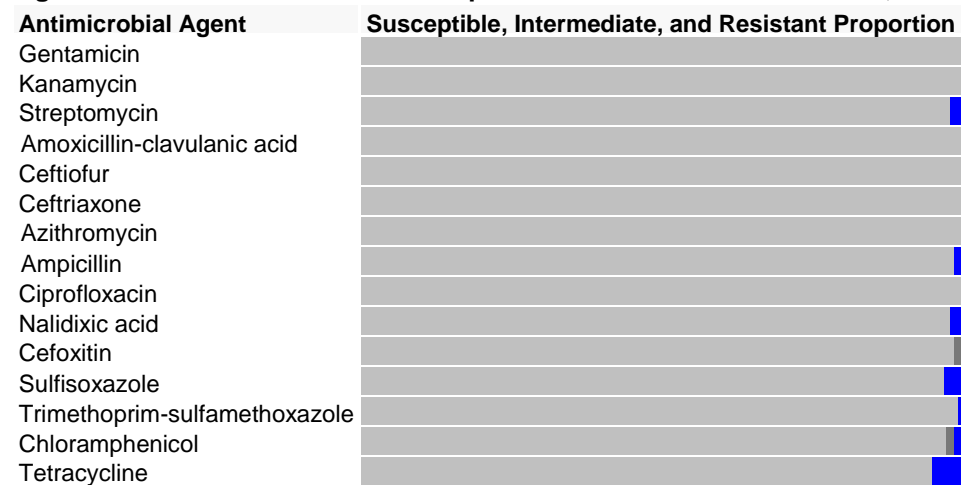 Antimicrobial Agent Susceptible, Intermediate, and Resistant Proportion
Gentamicin
Kanamycin
Streptomycin
Amoxicillin-clavulanic acid
Ceftiofur
Ceftriaxone
Azithromycin
Ampicillin
Ciprofloxacin
Nalidixic acid
Cefoxitin
Sulfisoxazole
Trimethoprim-sulfamethoxazole
Chloramphenicol
Tetracycline